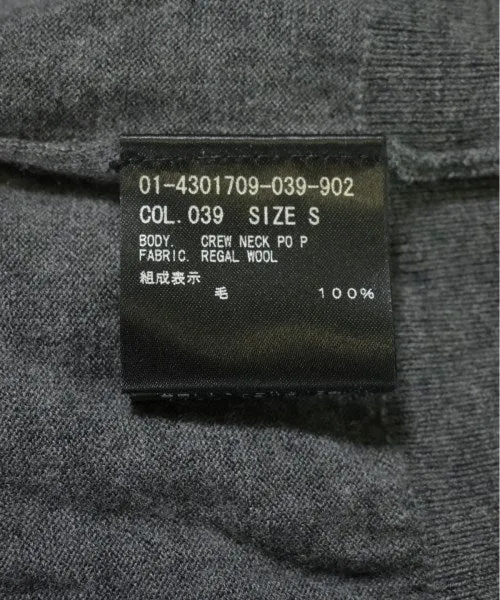 01-4301709-039-902
COL.039 SIZE S
BODY. CREW NECK PO P
FABRIC. REGAL WOOL
組成表示
毛 100%